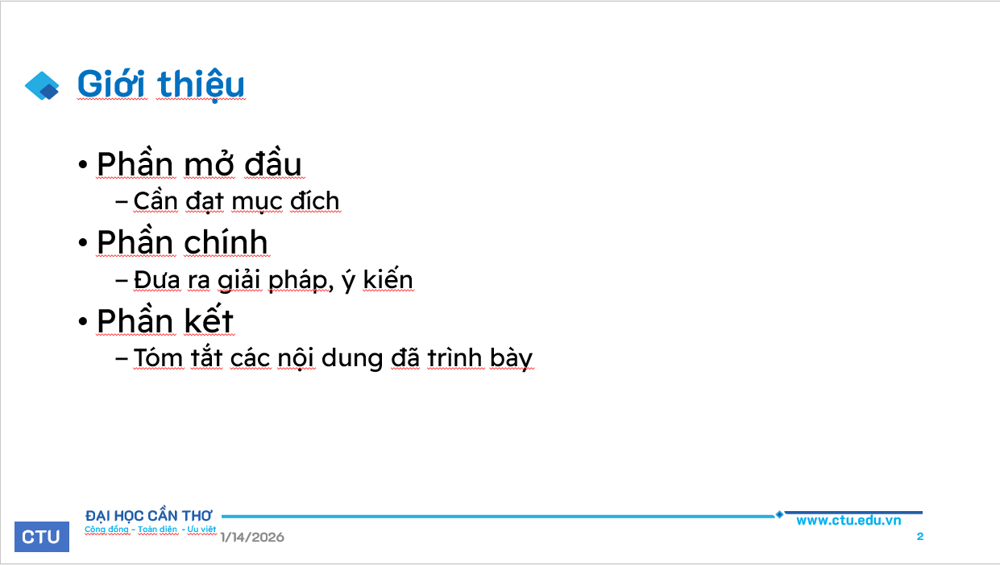 Giới thiệu
• Phần mở đầu
– Cần đạt mục đích
• Phần chính
– Đưa ra giải pháp, ý kiến
• Phần kết
– Tóm tắt các nội dung đã trình bày
ĐẠI HỌC CẦN THƠ
Cộng đồng - Toàn diện - Ưu việt
CTU
1/14/2026
www.ctu.edu.vn
2